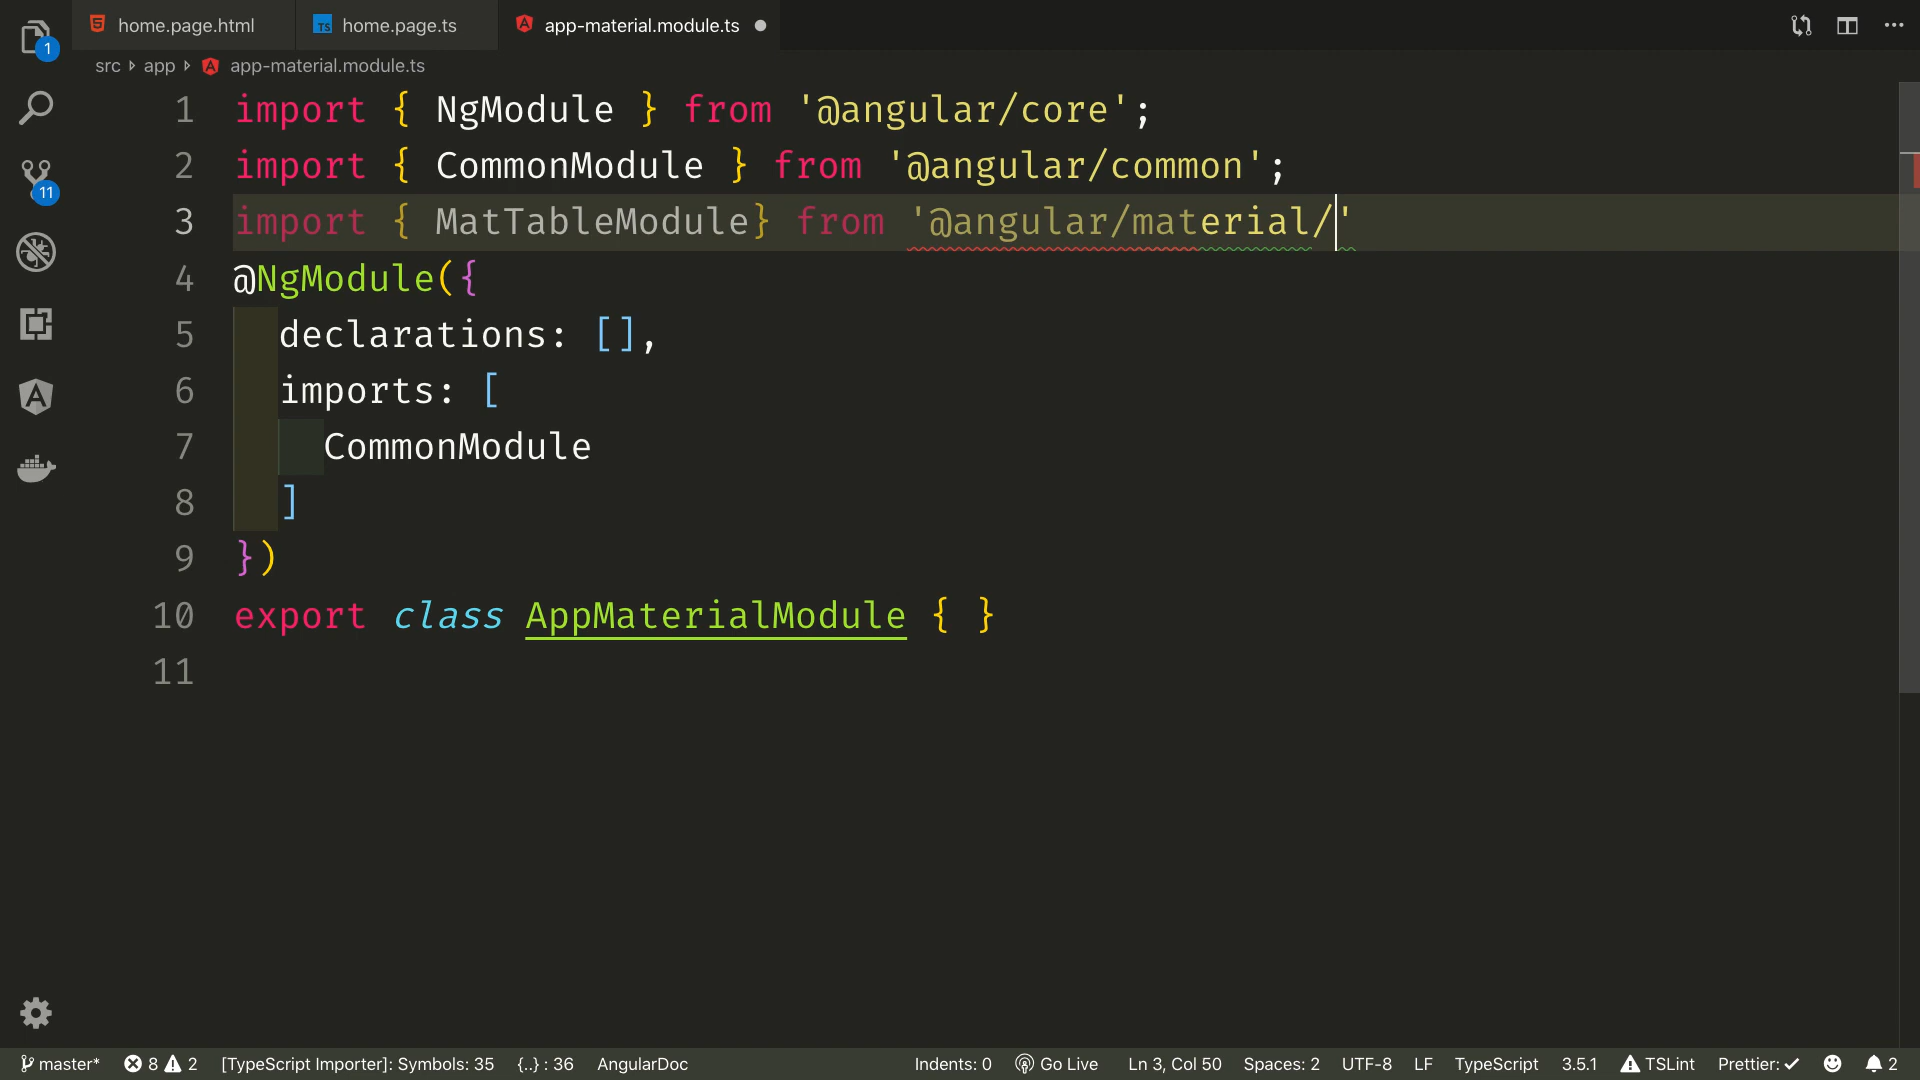 home.page.html
TS home.page.ts
app-material.module.ts
1
11
src app app-material.module.ts
1 import { NgModule } from '@angular/core';
2 import { CommonModule } from '@angular/common';
3 import { MatTableModule} from '@angular/material/'
4 @NgModule({
5 declarations: [],
6 imports: [
7 CommonModule
8 ]
9 })
10 export class AppMaterialModule { }
11
master* 8 2 [TypeScript Importer]: Symbols: 35 {..} : 36 AngularDoc Indents: 0 Go Live Ln 3, Col 50 Spaces: 2 UTF-8 LF TypeScript 3.5.1 TSLint Prettier: 2